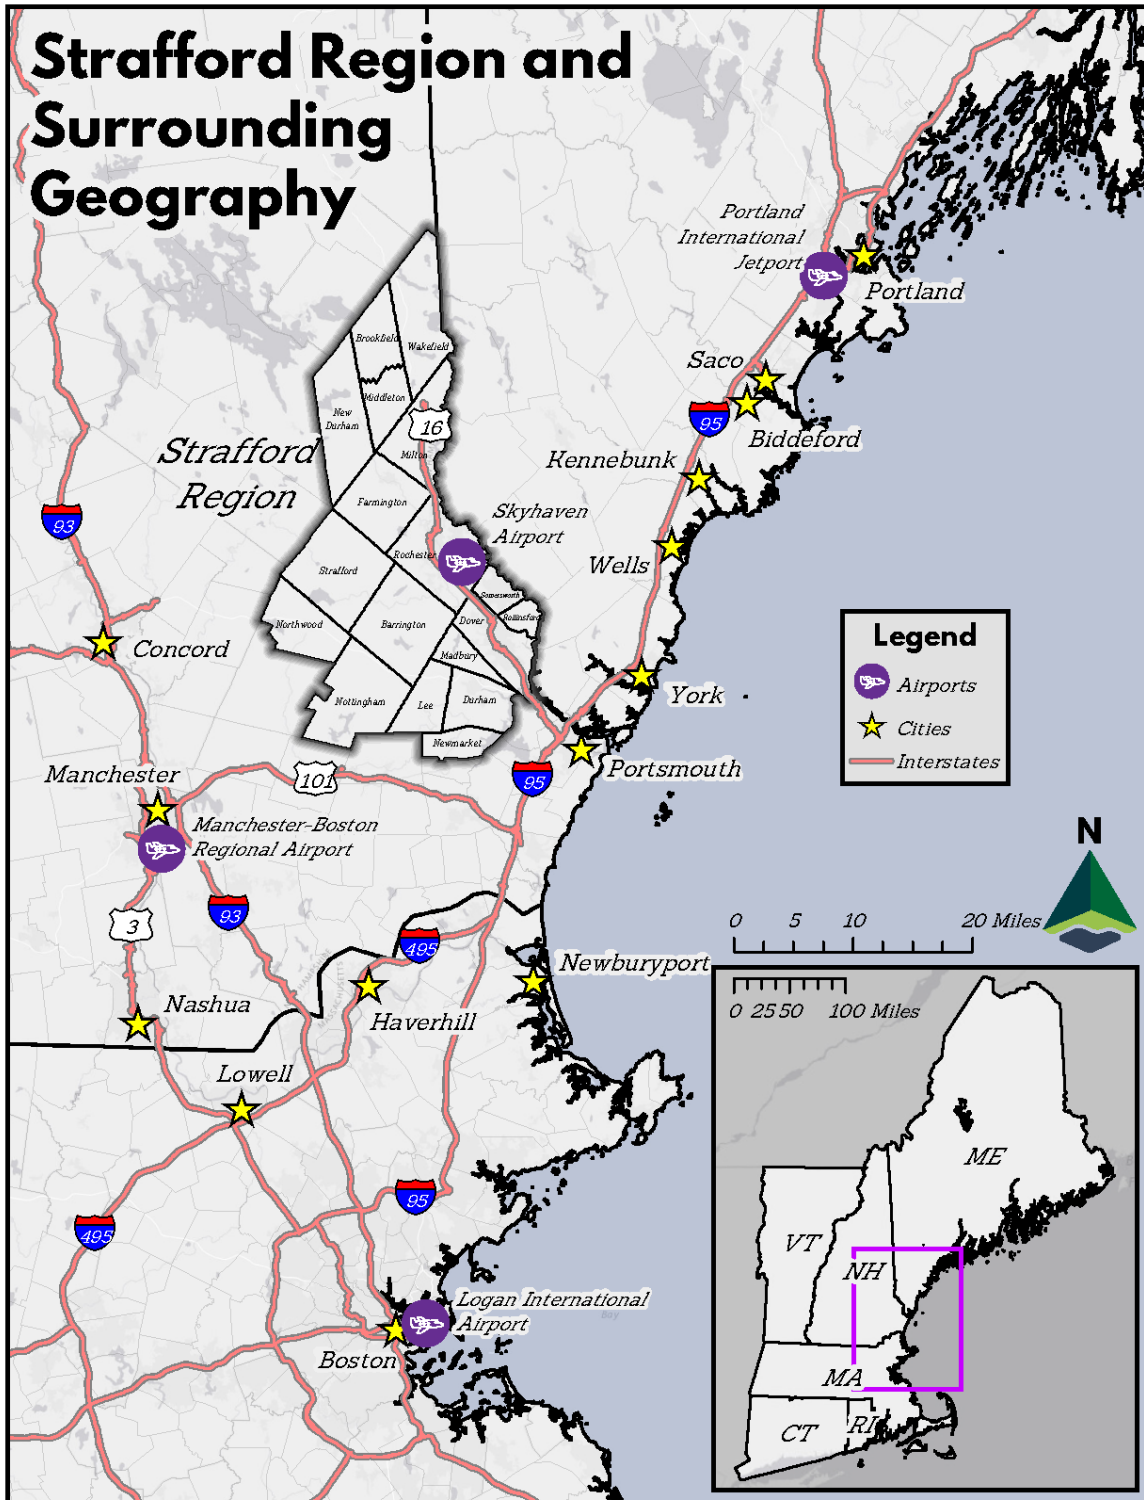 Strafford Region and
Surrounding
Geography
Portland
International
Jetport
Portland
Saco
95
Biddeford
Kennebunk
Wells
York
Brookfield
Wakefield
Middleton
New
Durham
16
Milton
Strafford
Region
Farmington
Skyhaven
Airport
Rochester
Strafford
Somersworth
Rollinsford
Northwood
Barrington
Dover
Madbury
Nottingham
Lee
Durham
Newmarket
93
Concord
Manchester
101
95
Portsmouth
Manchester-Boston
Regional Airport
3
93
495
Newburyport
Nashua
Haverhill
Lowell
95
495
Logan International
Airport
Boston
Legend
Airports
Cities
Interstates
N
0 5 10 20 Miles
0 25 50 100 Miles
ME
VT
NH
MA
CT
RI